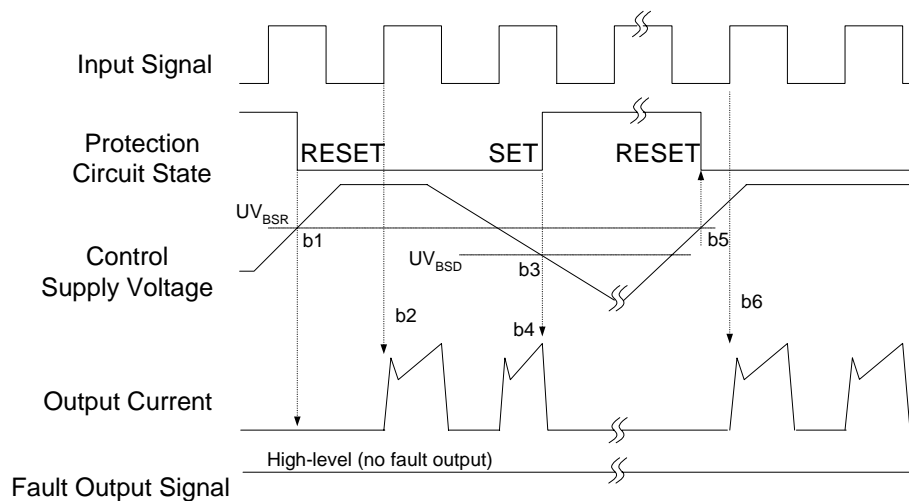 Input Signal
Protection
Circuit State
RESET
SET
RESET
UVBSR
b1
b5
UVBSD
b3
Control
Supply Voltage
b2
b4
b6
Output Current
High-level (no fault output)
Fault Output Signal